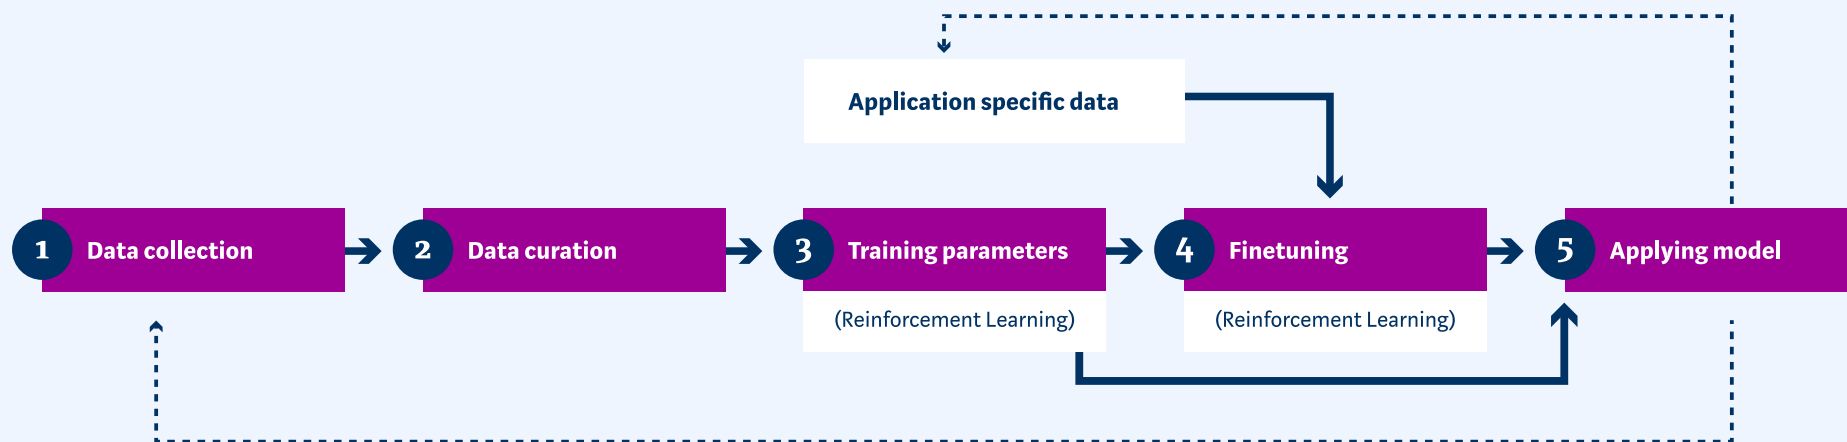 Application specific data
1 Data collection
2 Data curation
3 Training parameters
(Reinforcement Learning)
4 Finetuning
(Reinforcement Learning)
5 Applying model